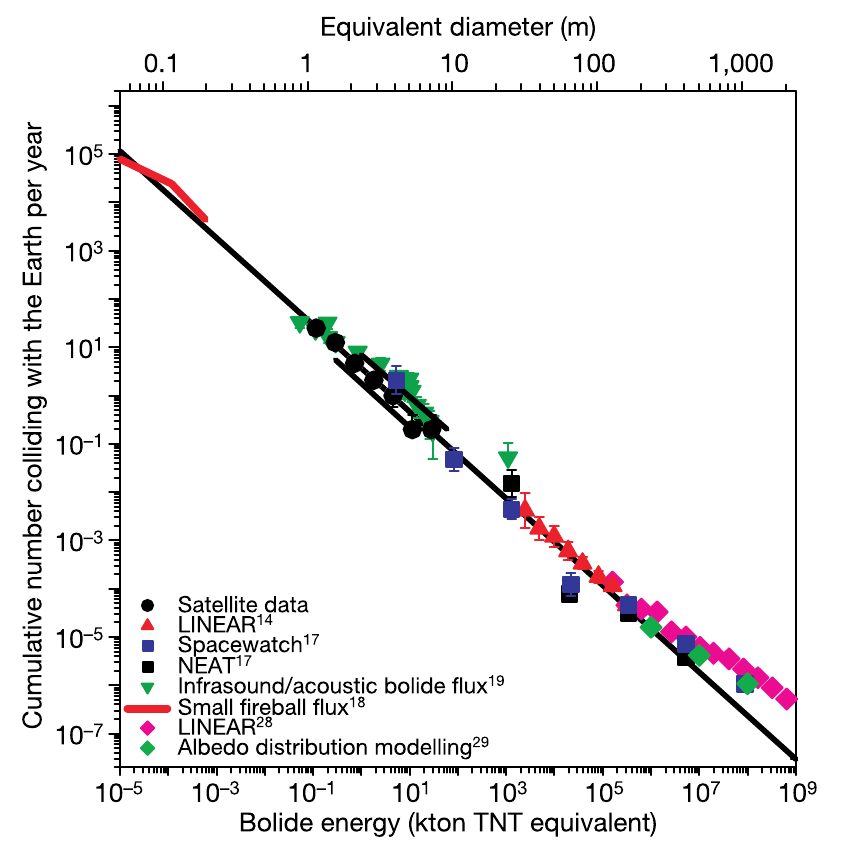 Equivalent diameter (m)
0.1 1 10 100 1,000
Cumulative number colliding with the Earth per year
10⁵
10³
10¹
10⁻¹
10⁻³
10⁻⁵
10⁻⁷
Satellite data
LINEAR¹⁴
Spacewatch¹⁷
NEAT¹⁷
Infrasound/acoustic bolide flux¹⁹
Small fireball flux¹⁸
LINEAR²⁸
Albedo distribution modelling²⁹
10⁻⁵ 10⁻³ 10⁻¹ 10¹ 10³ 10⁵ 10⁷ 10⁹
Bolide energy (kton TNT equivalent)